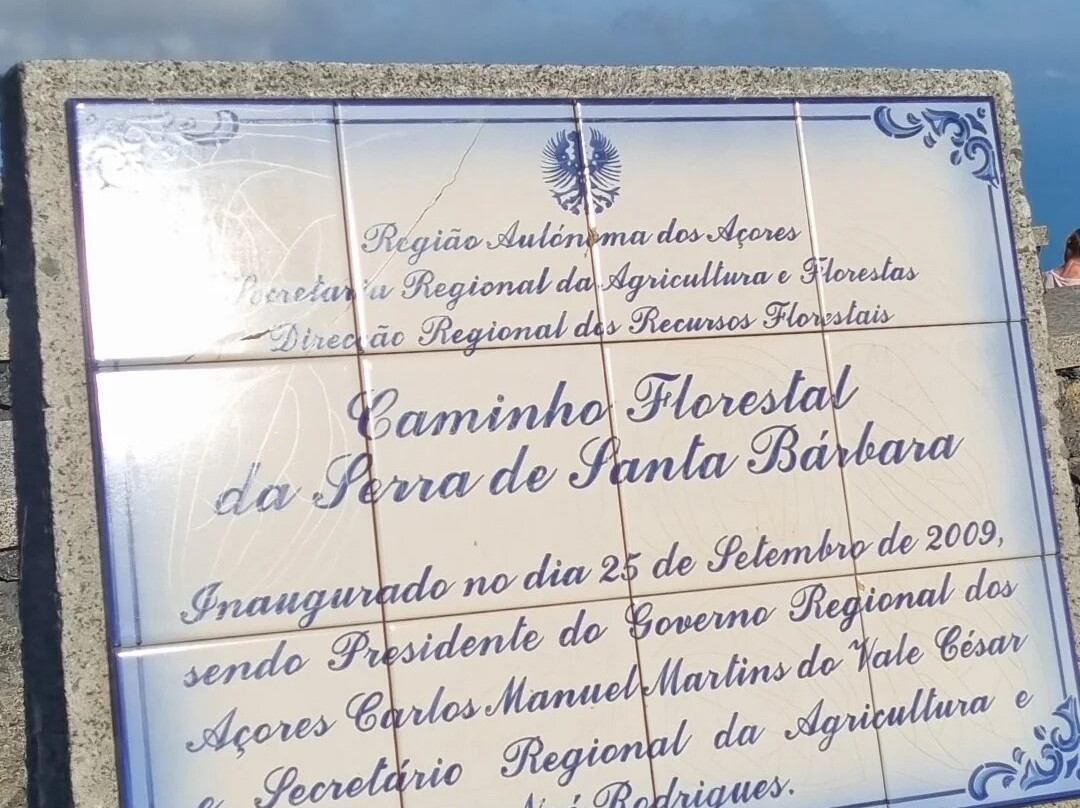 Região Autónoma dos Açores
Secretaria Regional da Agricultura e Florestas
Direcção Regional dos Recursos Florestais
Caminho Florestal
da Serra de Santa Bárbara
Inaugurado no dia 25 de Setembro de 2009,
sendo Presidente do Governo Regional dos
Açores Carlos Manuel Martins do Vale César
e Secretário Regional da Agricultura e
Rodrigues.